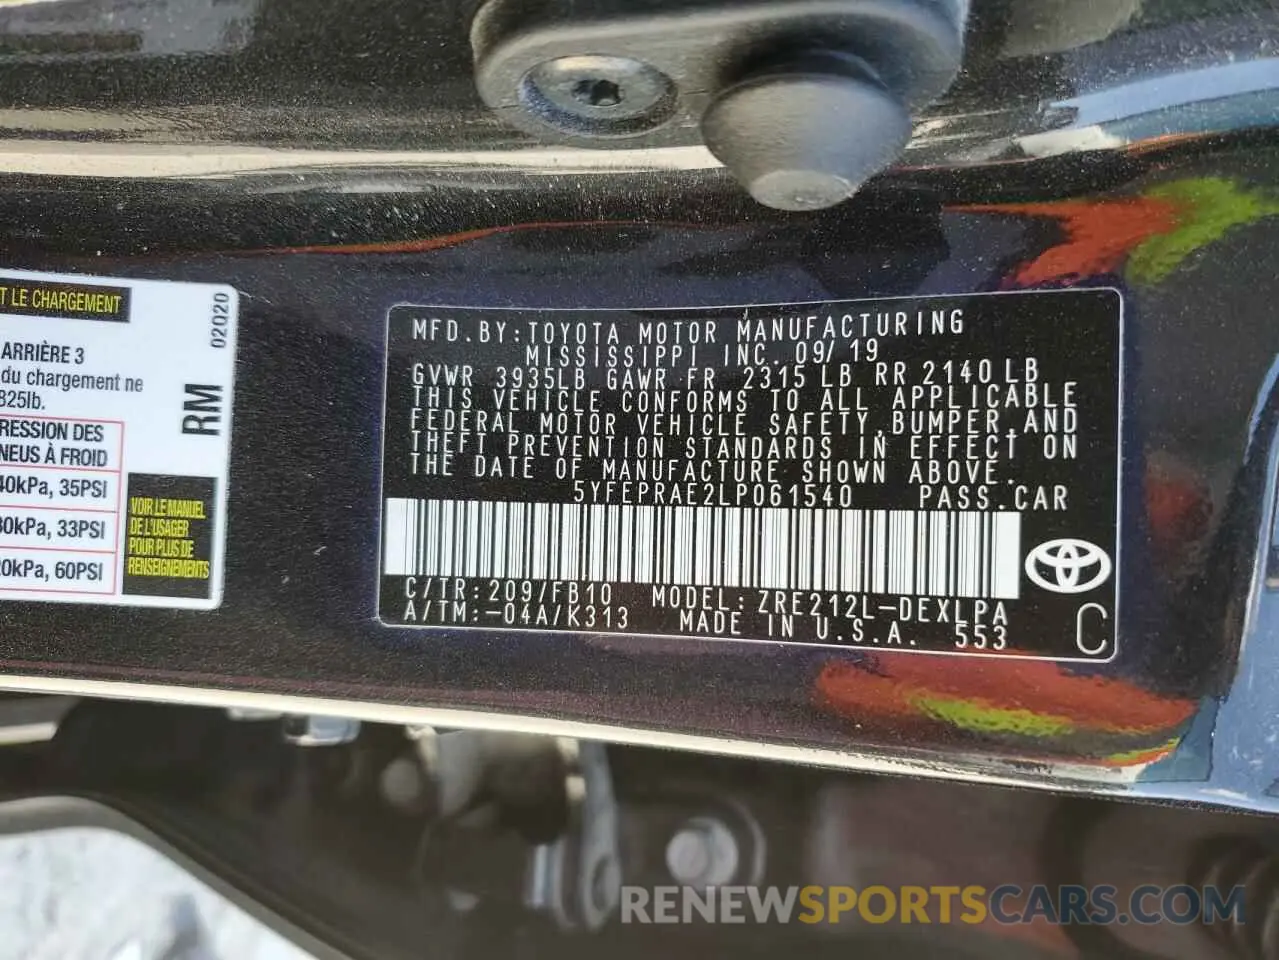 T LE CHARGEMENT
02020
ARRIÈRE 3
du chargement ne
825lb.
RM
RESSION DES
NEUS À FROID
40kPa, 35PSI
30kPa, 33PSI
20kPa, 60PSI
VOIR LE MANUEL
DE L'USAGER
POUR PLUS DE
RENSEIGNEMENTS
MFD.BY:TOYOTA MOTOR MANUFACTURING
MISSISSIPPI INC. 09/19
GVWR 3935LB GAWR FR 2315LB RR 2140LB
THIS VEHICLE CONFORMS TO ALL APPLICABLE
FEDERAL MOTOR VEHICLE SAFETY,BUMPER,AND
THEFT PREVENTION STANDARDS IN EFFECT ON
THE DATE OF MANUFACTURE SHOWN ABOVE.
5YFEPRAE2LP061540 PASS.CAR
C/TR:209/FB10 MODEL:ZRE212L-DEXLPA
A/TM:-04A/K313 MADE IN U.S.A. 553
C
RENEWSPORTSCARS.COM